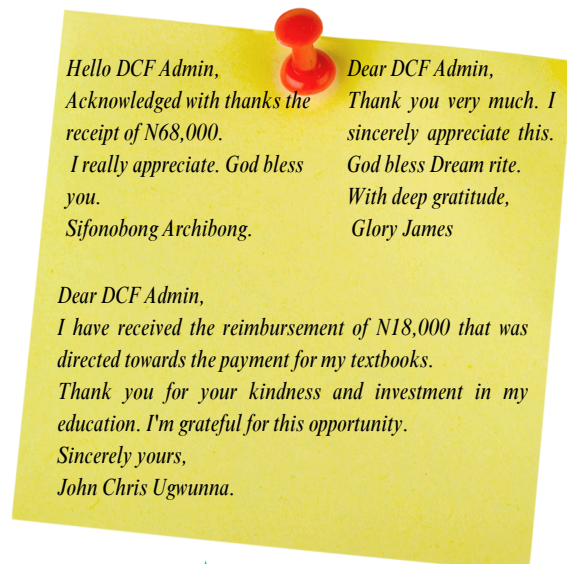 Hello DCF Admin,
Acknowledged with thanks the
receipt of N68,000.
I really appreciate. God bless
you.
Sifonobong Archibong.
Dear DCF Admin,
Thank you very much. I
sincerely appreciate this.
God bless Dream rite.
With deep gratitude,
Glory James
Dear DCF Admin,
I have received the reimbursement of N18,000 that was
directed towards the payment for my textbooks.
Thank you for your kindness and investment in my
education. I'm grateful for this opportunity.
Sincerely yours,
John Chris Ugwunna.